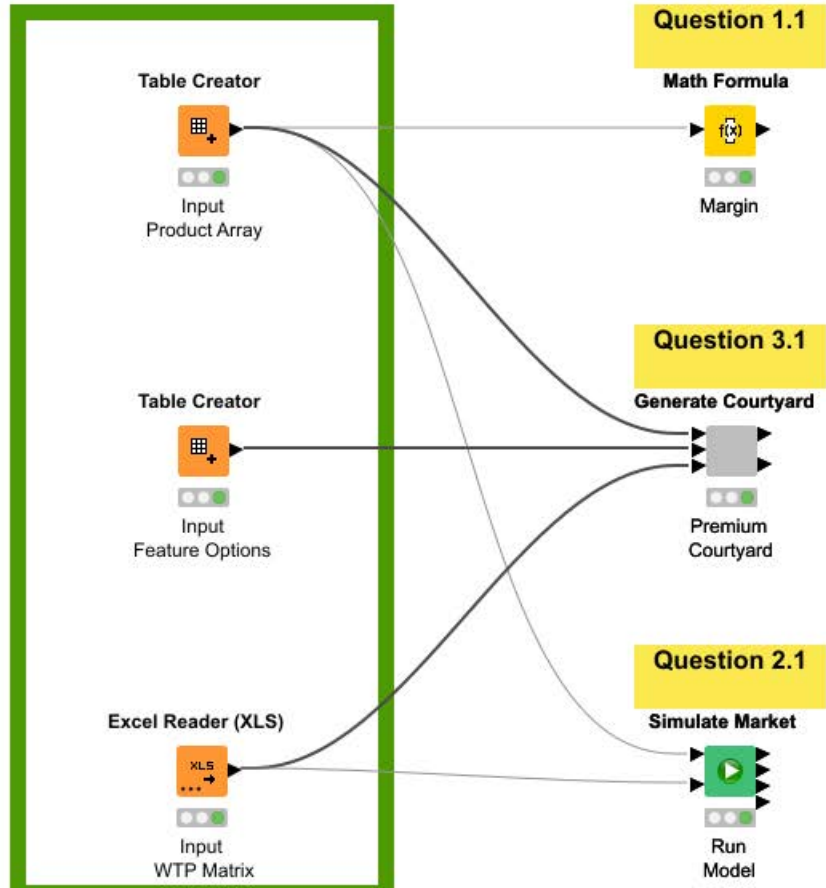 Question 1.1
Table Creator
Math Formula
f(x)
Input
Product Array
Margin
Question 3.1
Table Creator
Generate Courtyard
Input
Feature Options
Premium
Courtyard
Question 2.1
Excel Reader (XLS)
Simulate Market
XLS
Input
WTP Matrix
Run
Model